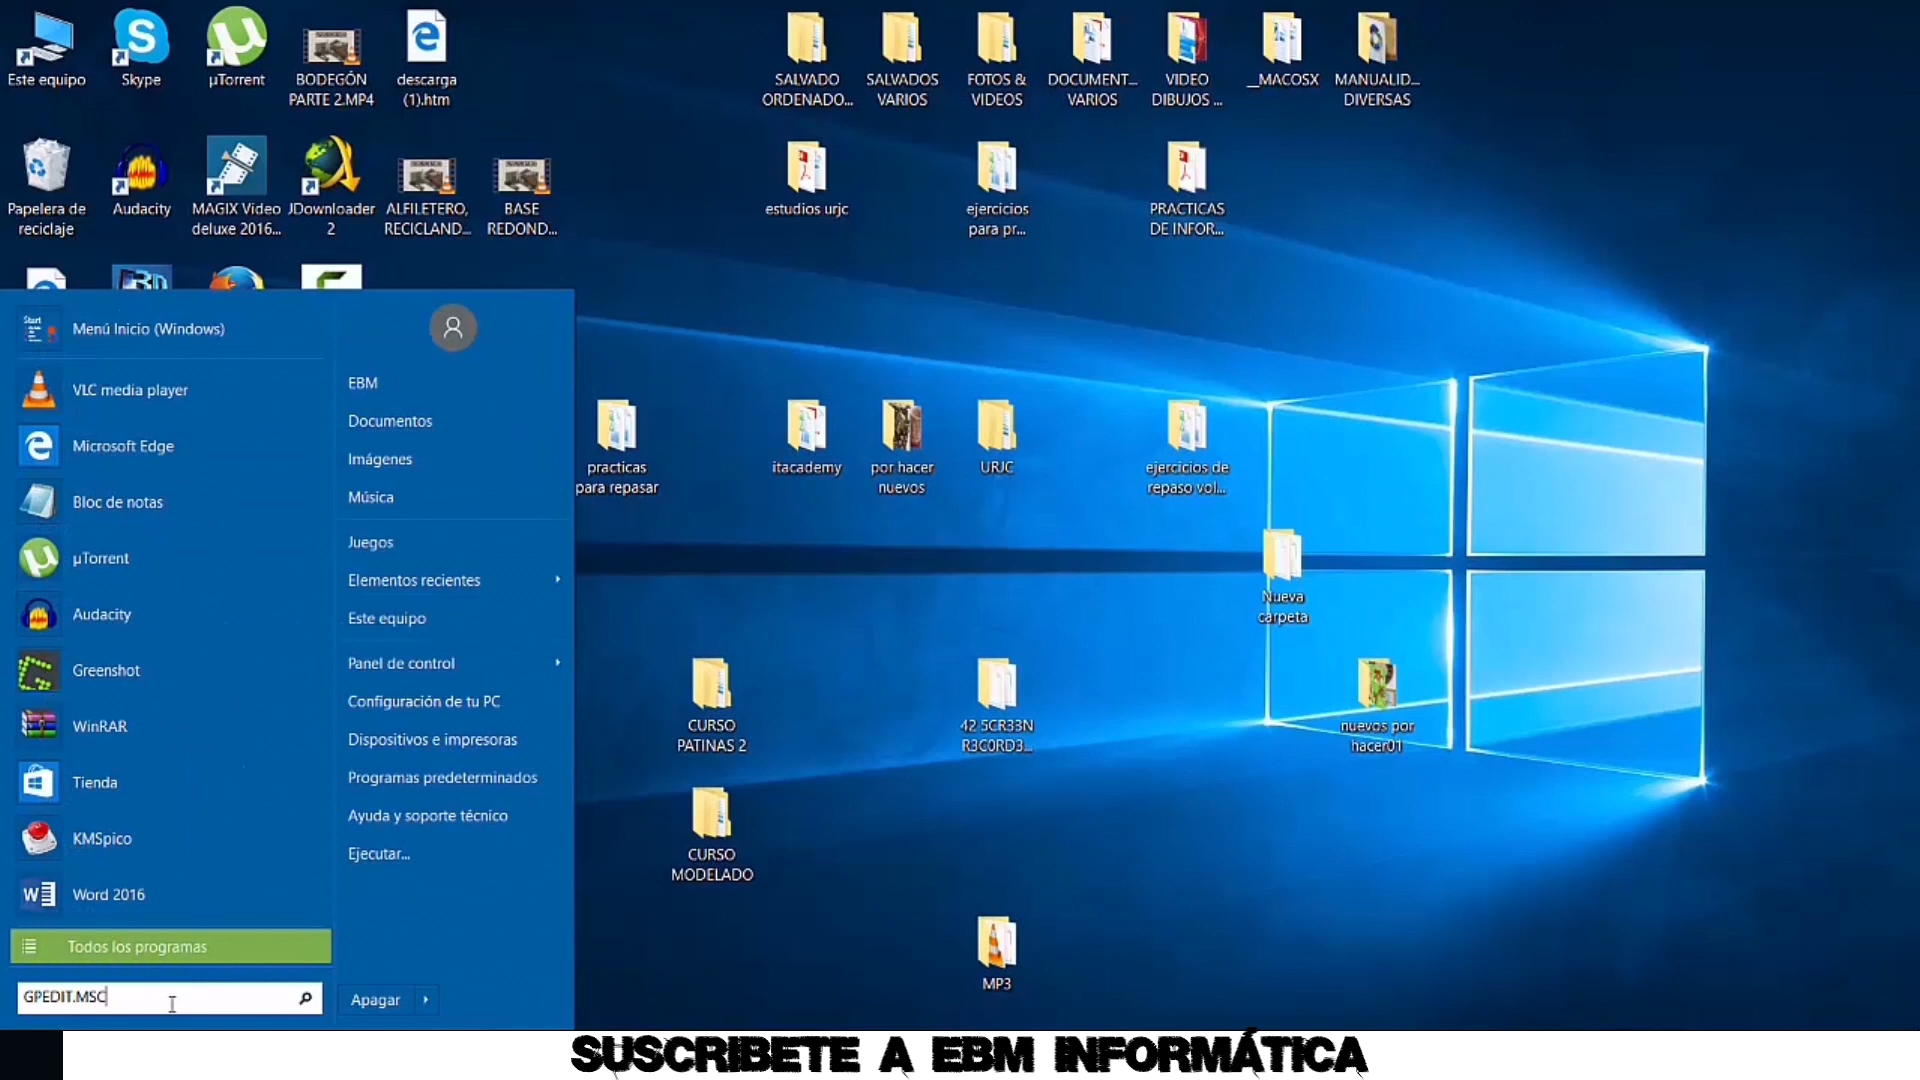 Este equipo
Skype
µTorrent
BODEGÓN
PARTE 2.MP4
descarga
(1).htm
SALVADO
ORDENADO...
SALVADOS
VARIOS
FOTOS &
VIDEOS
DOCUMENT...
VARIOS
VIDEO
DIBUJOS ...
__MACOSX
MANUALID...
DIVERSAS
Papelera de
reciclaje
Audacity
MAGIX Video
deluxe 2016...
JDownloader
2
ALFILETERO,
RECICLAND...
BASE
REDOND...
estudios urjc
ejercicios
para pr...
PRACTICAS
DE INFOR...
Start
Menú Inicio (Windows)
VLC media player
Microsoft Edge
Bloc de notas
µTorrent
Audacity
Greenshot
WinRAR
Tienda
KMSpico
Word 2016
Todos los programas
GPEDIT.MSC
EBM
Documentos
Imágenes
Música
Juegos
Elementos recientes
Este equipo
Panel de control
Configuración de tu PC
Dispositivos e impresoras
Programas predeterminados
Ayuda y soporte técnico
Ejecutar...
Apagar
practicas
para repasar
itacademy
por hacer
nuevos
URJC
ejercicios de
repaso vol...
Nueva
carpeta
CURSO
PATINAS 2
42 5CR33N
R3C0RD3...
nuevos por
hacer01
CURSO
MODELADO
MP3
SUSCRIBETE A EBM INFORMÁTICA